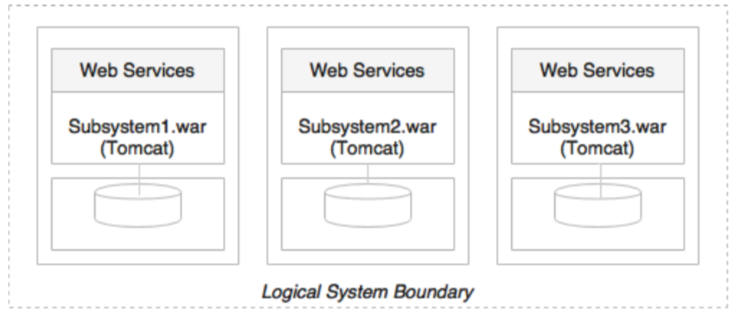 Web Services
Subsystem1.war
(Tomcat)
Web Services
Subsystem2.war
(Tomcat)
Web Services
Subsystem3.war
(Tomcat)
Logical System Boundary